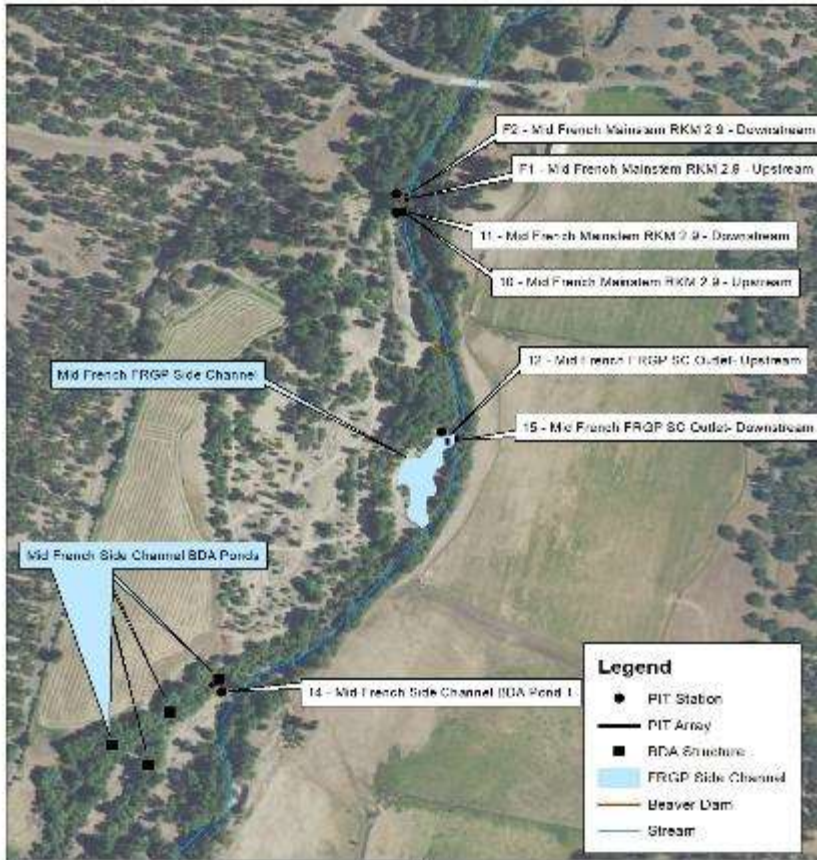 F2 - Mid French Mainstem RKM 2.9 - Downstream
F1 - Mid French Mainstem RKM 2.9 - Upstream
11 - Mid French Mainstem RKM 2.9 - Downstream
10 - Mid French Mainstem RKM 2.9 - Upstream
12 - Mid French FRGP SC Outlet- Upstream
Mid French FRGP Side Channel
15 - Mid French FRGP SC Outlet- Downstream
Mid French Side Channel BDA Ponds
14 - Mid French Side Channel BDA Pond 1
Legend
PIT Station
PIT Array
BDA Structure
FRGP Side Channel
Beaver Dam
Stream